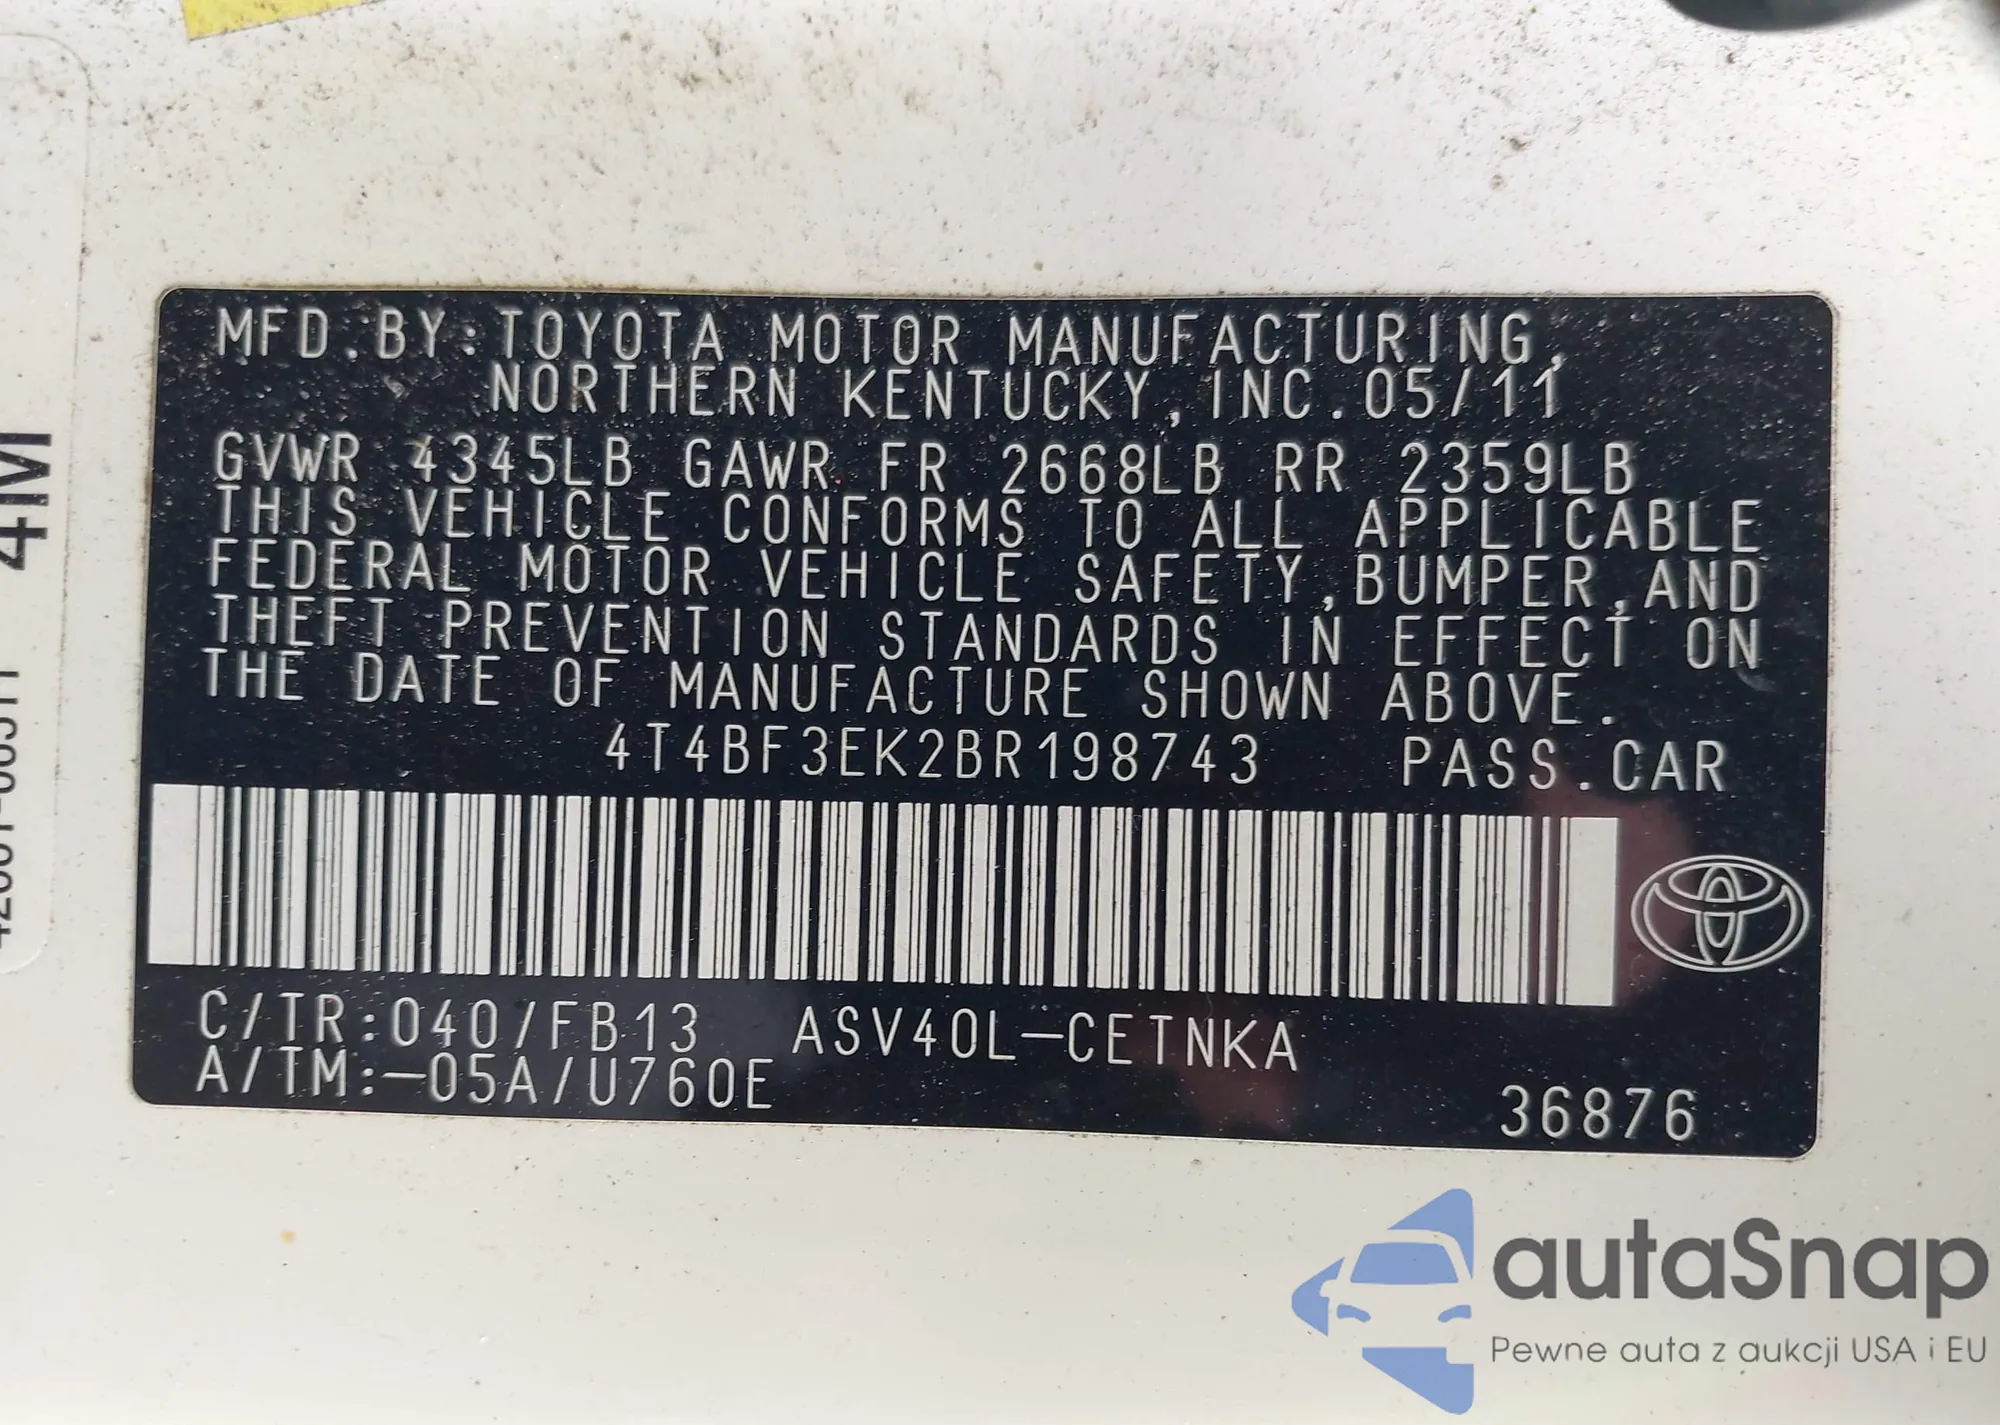 MFD.BY:TOYOTA MOTOR MANUFACTURING,
NORTHERN KENTUCKY,INC.05/11
GVWR 4345LB GAWR FR 2668LB RR 2359LB
THIS VEHICLE CONFORMS TO ALL APPLICABLE
FEDERAL MOTOR VEHICLE SAFETY,BUMPER,AND
THEFT PREVENTION STANDARDS IN EFFECT ON
THE DATE OF MANUFACTURE SHOWN ABOVE.
4T4BF3EK2BR198743 PASS.CAR
C/TR:040/FB13 ASV40L-CETNKA
A/TM:-05A/U760E
36876
4M
autaSnap
Pewne auta z aukcji USA i EU